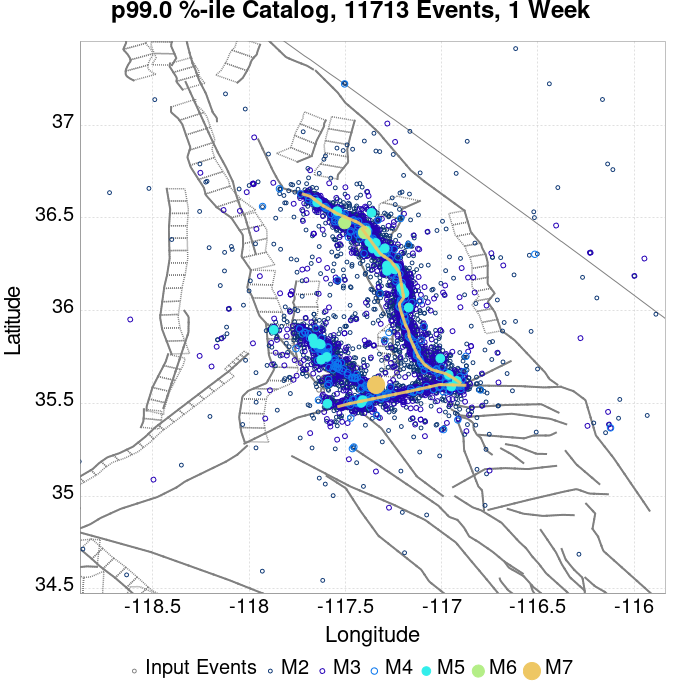 p99.0 %-ile Catalog, 11713 Events, 1 Week
Latitude
37
36.5
36
35.5
35
34.5
-118.5 -118 -117.5 -117 -116.5 -116
Longitude
Input Events M2 M3 M4 M5 M6 M7